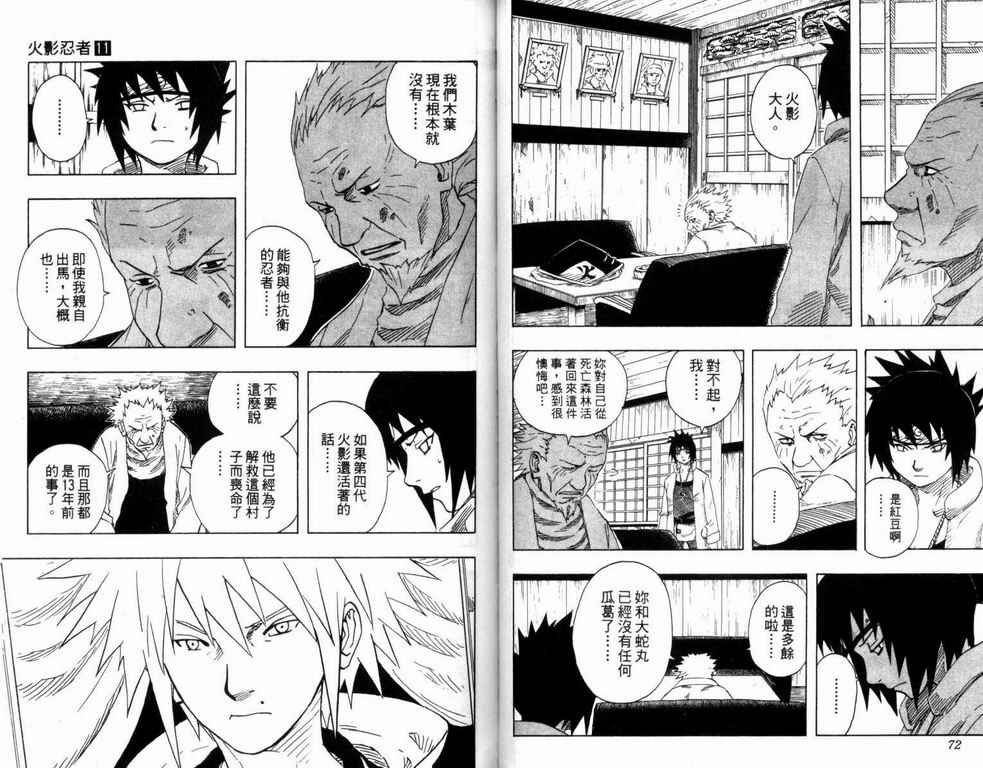 火影
大人。
火
是紅豆啊
………
………
對不起，
我……
妳對自己從
死亡森林活
著回來這件
事，感到很
懊悔吧…
………
這是多餘
的啦…
妳和大蛇丸
已經沒有任何
瓜葛了……
72
火影忍者11
我們木葉
現在根本就
沒有……
能夠與他抗衡
的忍者……
………
即使我親自
出馬，大概
也……
如果第四代
火影還活著的
話……
不要
這麼說
……
他已經為了
解救這個村
子而喪命了
……
而且那都
是13年前
的事了。